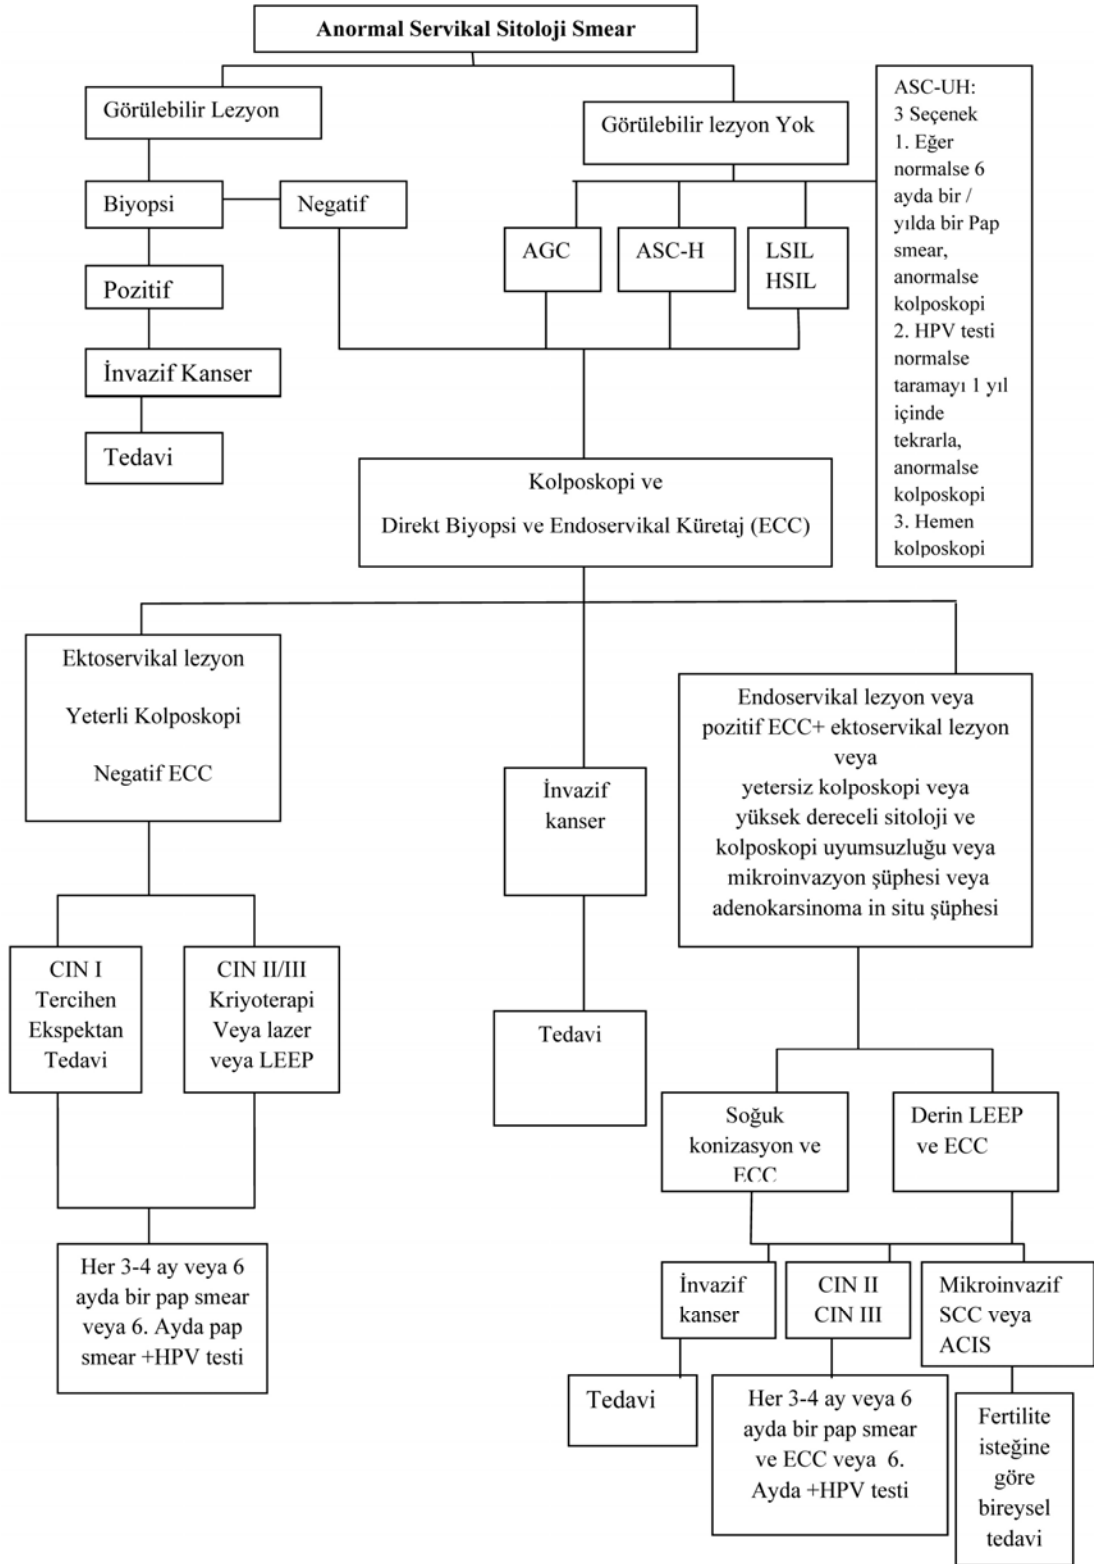 Anormal Servikal Sitoloji Smear
Görülebilir Lezyon
Görülebilir lezyon Yok
ASC-UH:
3 Seçenek
1. Eğer
normalse 6
ayda bir /
yılda bir Pap
smear,
anormalse
kolposkopi
2. HPV testi
normalse
taramayı 1 yıl
içinde
tekrarla,
anormalse
kolposkopi
3. Hemen
kolposkopi
Biyopsi
Negatif
AGC
ASC-H
LSIL
HSIL
Pozitif
İnvazif Kanser
Tedavi
Kolposkopi ve
Direkt Biyopsi ve Endoservikal Küretaj (ECC)
Ektoservikal lezyon
Yeterli Kolposkopi
Negatif ECC
İnvazif
kanser
Endoservikal lezyon veya
pozitif ECC+ ektoservikal lezyon
veya
yetersiz kolposkopi veya
yüksek dereceli sitoloji ve
kolposkopi uyumsuzluğu veya
mikroinvazyon şüphesi veya
adenokarsinoma in situ şüphesi
CIN I
Tercihen
Ekspektan
Tedavi
CIN II/III
Kriyoterapi
Veya lazer
veya LEEP
Tedavi
Soğuk
konizasyon ve
ECC
Derin LEEP
ve ECC
Her 3-4 ay veya 6
ayda bir pap smear
veya 6. Ayda pap
smear +HPV testi
İnvazif
kanser
CIN II
CIN III
Mikroinvazif
SCC veya
ACIS
Tedavi
Her 3-4 ay veya 6
ayda bir pap smear
ve ECC veya 6.
Ayda +HPV testi
Fertilite
isteğine
göre
bireysel
tedavi